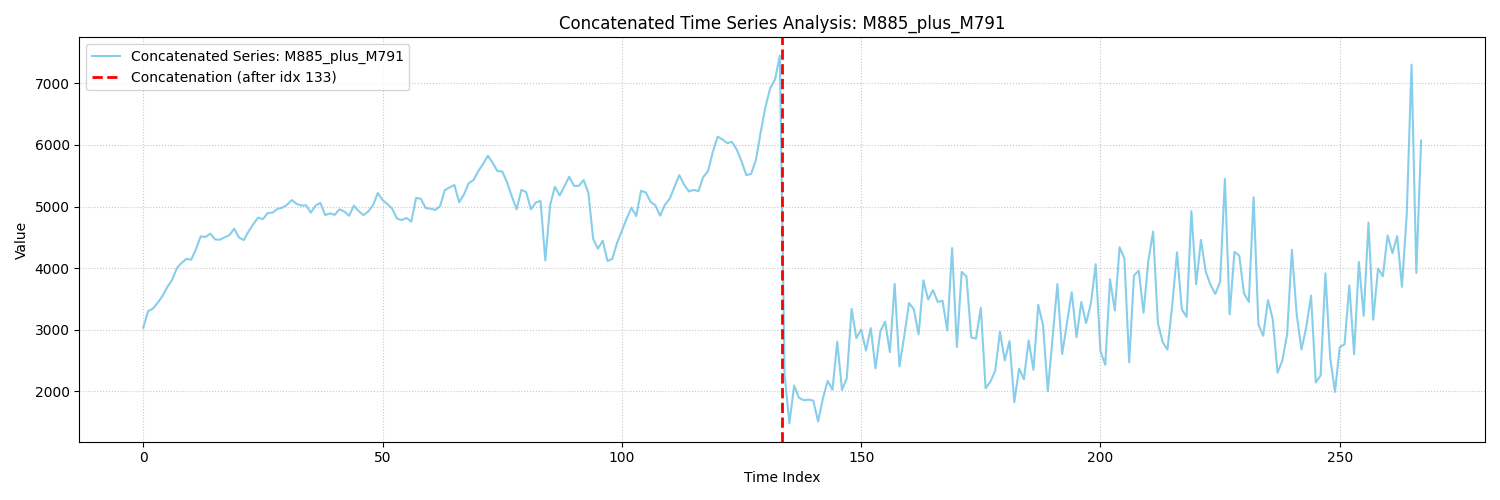 Concatenated Time Series Analysis: M885_plus_M791
Concatenated Series: M885_plus_M791
Concatenation (after idx 133)
Value
7000
6000
5000
4000
3000
2000
0 50 100 150 200 250
Time Index